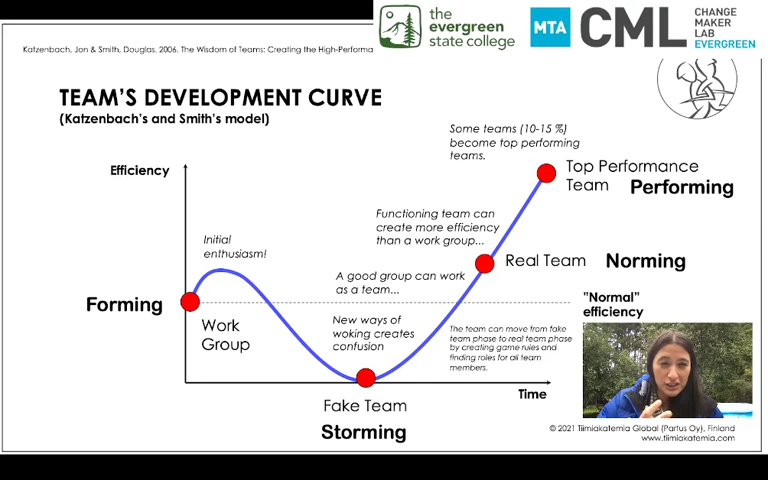 the
evergreen
state college
MTA
CML
CHANGE
MAKER
LAB
EVERGREEN
Katzenbach, Jon & Smith, Douglas. 2006. The Wisdom of Teams: Creating the High-Performa
TEAM'S DEVELOPMENT CURVE
(Katzenbach's and Smith's model)
Some teams (10-15 %)
become top performing
teams.
Efficiency
Top Performance
Team
Performing
Functioning team can
create more efficiency
than a work group...
Initial
enthusiasm!
Real Team
Norming
A good group can work
as a team...
Forming
"Normal"
efficiency
Work
Group
New ways of
woking creates
confusion
The team can move from fake
team phase to real team phase
by creating game rules and
finding roles for all team
members.
Time
Fake Team
Storming
© 2021 Tiimiakatemia Global (Partus Oy), Finland
www.tiimiakatemia.com